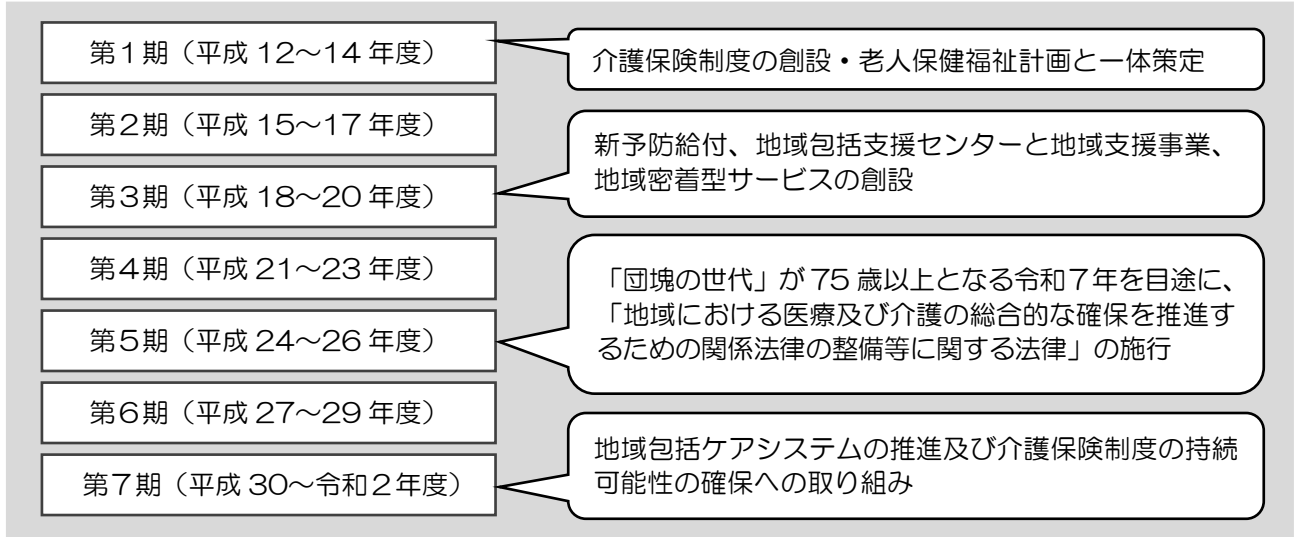 第1期（平成 12～14 年度）
介護保険制度の創設・老人保健福祉計画と一体策定
第2期（平成 15～17 年度）
新予防給付、地域包括支援センターと地域支援事業、
地域密着型サービスの創設
第3期（平成 18～20 年度）
第4期（平成 21～23 年度）
「団塊の世代」が 75 歳以上となる令和７年を目途に、
「地域における医療及び介護の総合的な確保を推進す
るための関係法律の整備等に関する法律」の施行
第5期（平成 24～26 年度）
第6期（平成 27～29 年度）
地域包括ケアシステムの推進及び介護保険制度の持続
可能性の確保への取り組み
第7期（平成 30～令和２年度）